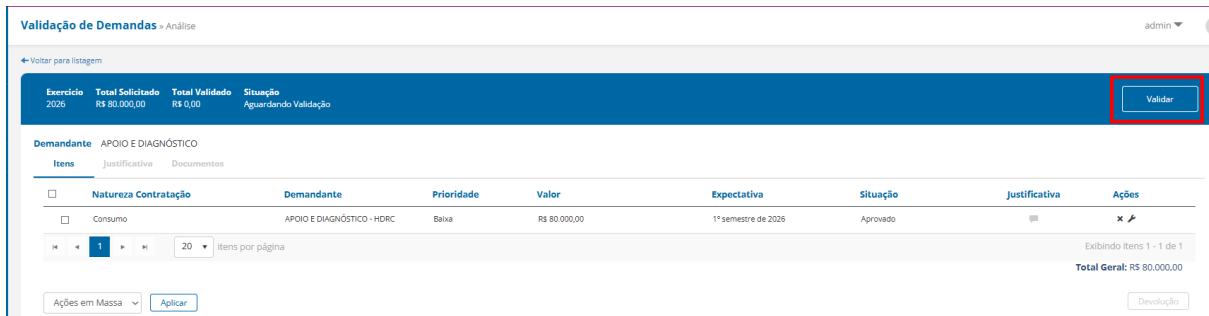 Validação de Demandas » Análise
admin
Voltar para listagem
Exercício Total Solicitado Total Validado Situação
2026 R$ 80.000,00 R$ 0,00 Aguardando Validação
Validar
Demandante APOIO E DIAGNÓSTICO
Itens Justificativa Documentos
Natureza Contratação Demandante Prioridade Valor Expectativa Situação Justificativa Ações
Consumo APOIO E DIAGNÓSTICO - HDRC Baixa R$ 80.000,00 1º semestre de 2026 Aprovado
1 20 itens por página Exibindo itens 1 - 1 de 1
Total Geral: R$ 80.000,00
Ações em Massa Aplicar Devolução